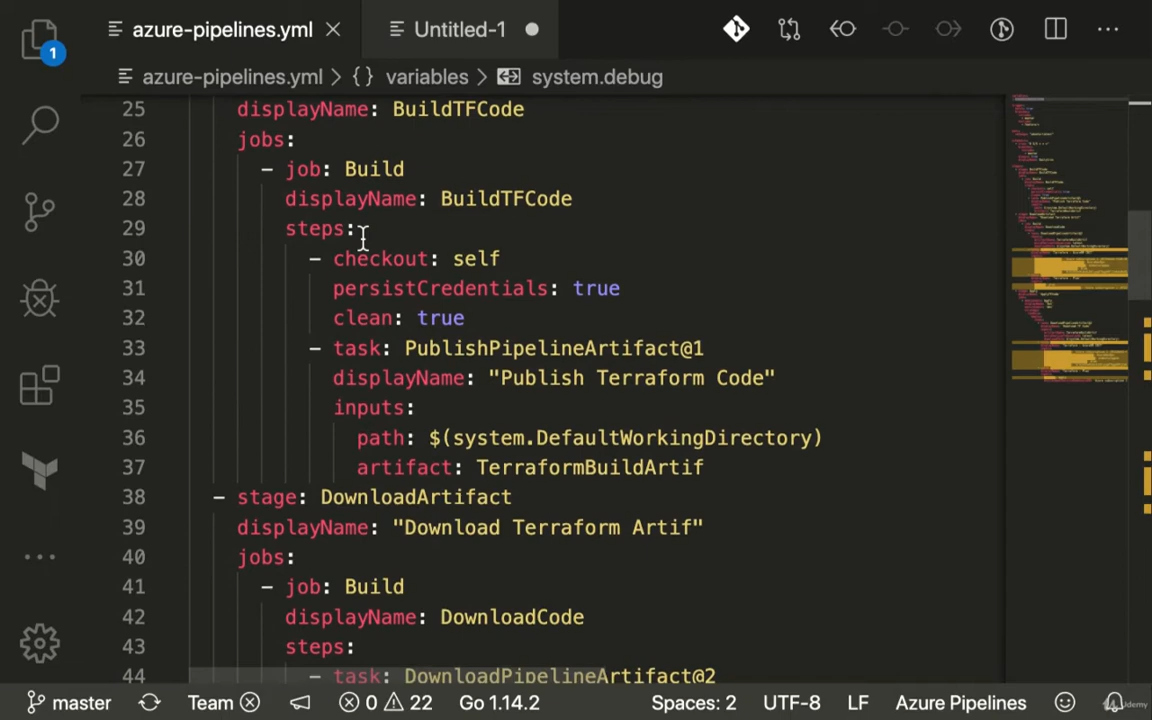 azure-pipelines.yml
Untitled-1
1
azure-pipelines.yml > {} variables > system.debug
25 displayName: BuildTFCode
26 jobs:
27 - job: Build
28 displayName: BuildTFCode
29 steps:
30 - checkout: self
31 persistCredentials: true
32 clean: true
33 - task: PublishPipelineArtifact@1
34 displayName: "Publish Terraform Code"
35 inputs:
36 path: $(system.DefaultWorkingDirectory)
37 artifact: TerraformBuildArtif
38 - stage: DownloadArtifact
39 displayName: "Download Terraform Artif"
40 jobs:
41 - job: Build
42 displayName: DownloadCode
43 steps:
44 - task: DownloadPipelineArtifact@2
master Team 0 22 Go 1.14.2 Spaces: 2 UTF-8 LF Azure Pipelines
Udemy